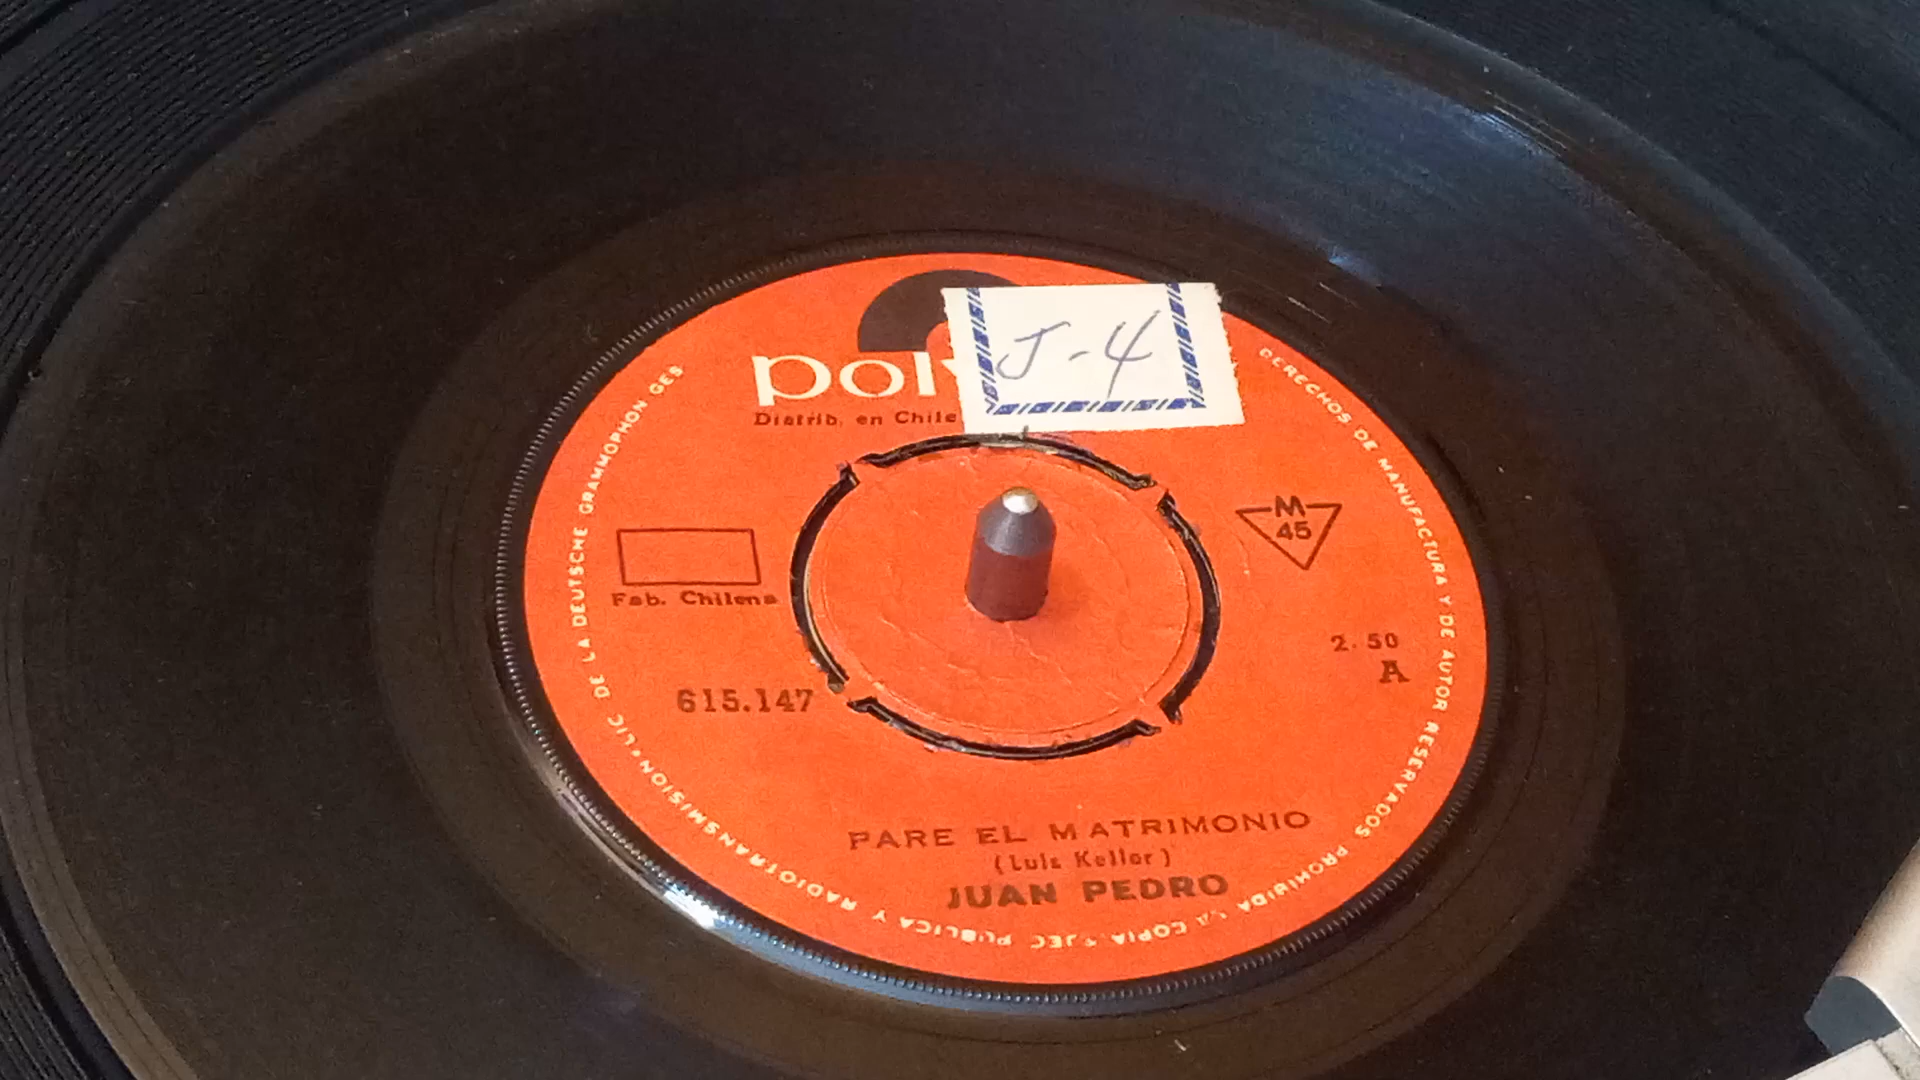 poly
J-4
Distrib. en Chile
M
45
Fab. Chilena
2.50
A
615.147
PARE EL MATRIMONIO
(Luis Keller)
JUAN PEDRO
DERECHOS DE MANUFACTURA Y DE AUTOR RESERVADOS PROHIBIDA LA COPIA EJEC PUBLICA Y RADIOTRANSMISION • LIC DE LA DEUTSCHE GRAMMOPHON GES